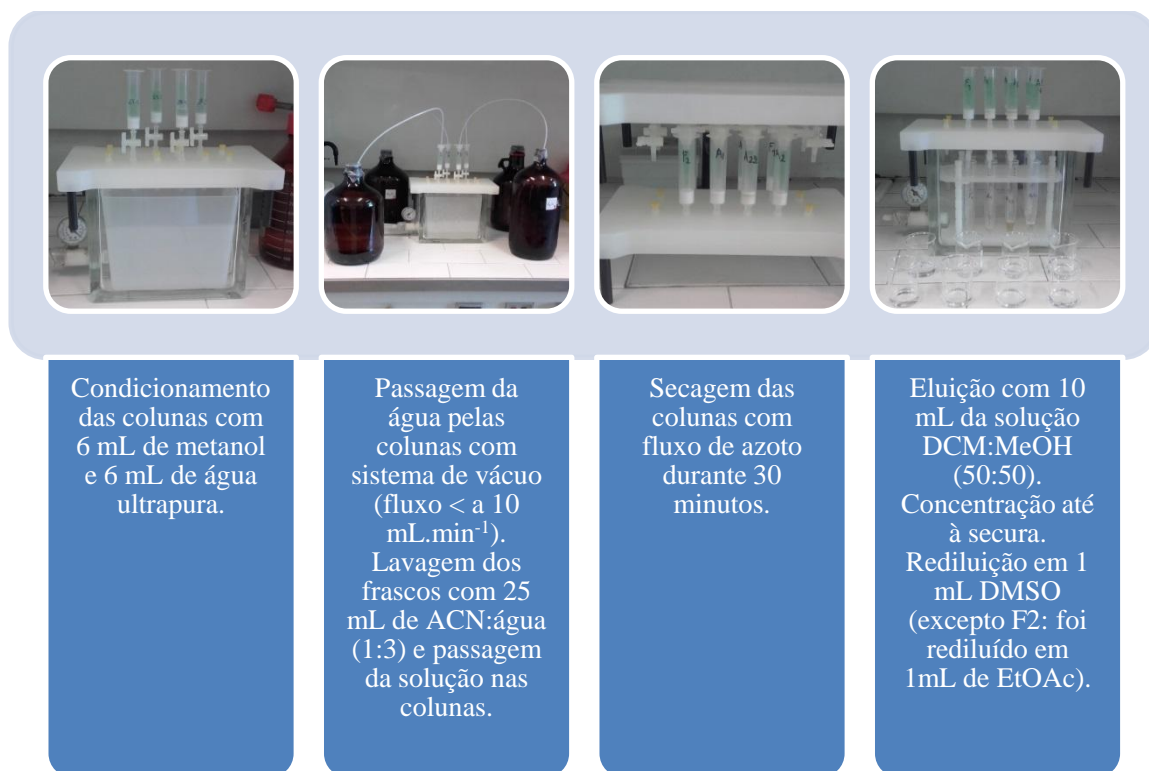 Condicionamento
das colunas com
6 mL de metanol
e 6 mL de água
ultrapura.
Passagem da
água pelas
colunas com
sistema de vácuo
(fluxo < a 10
mL.min⁻¹).
Lavagem dos
frascos com 25
mL de ACN:água
(1:3) e passagem
da solução nas
colunas.
Secagem das
colunas com
fluxo de azoto
durante 30
minutos.
Eluição com 10
mL da solução
DCM:MeOH
(50:50).
Concentração até
à secura.
Rediluição em 1
mL DMSO
(excepto F2: foi
rediluído em
1mL de EtOAc).